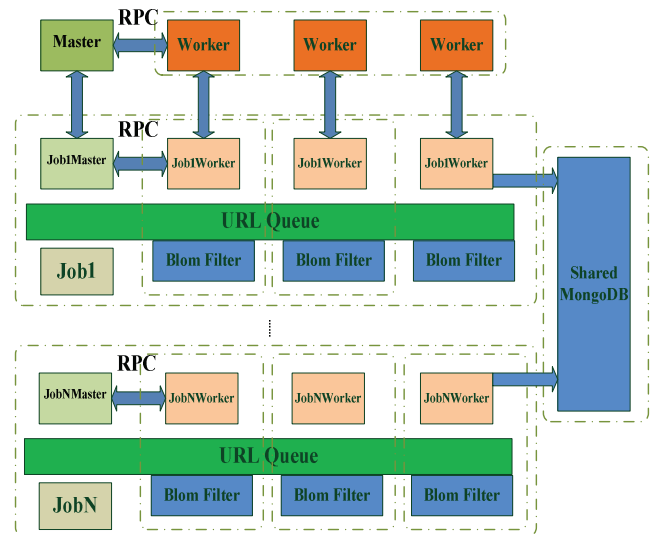 RPC
Master
Worker
Worker
Worker
RPC
Job1Master
Job1Worker
Job1Worker
Job1Worker
URL Queue
Blom Filter
Blom Filter
Blom Filter
Job1
Shared
MongoDB
RPC
JobNMaster
JobNWorker
JobNWorker
JobNWorker
URL Queue
Blom Filter
Blom Filter
Blom Filter
JobN